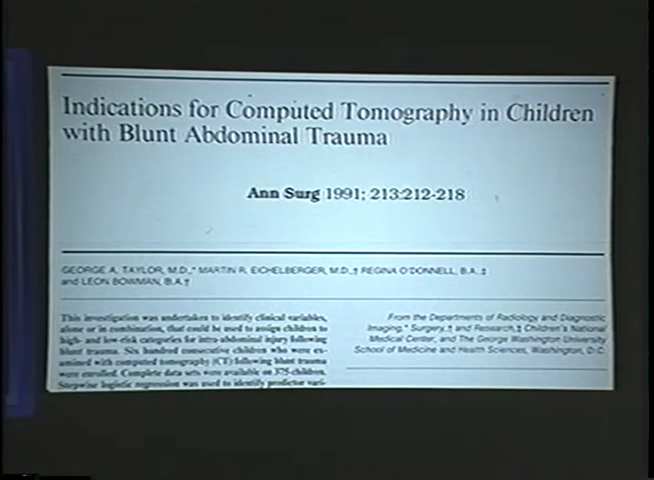 Indications for Computed Tomography in Children
with Blunt Abdominal Trauma
Ann Surg 1991; 213:212-218
GEORGE A. TAYLOR, M.D.,* MARTIN R. EICHELBERGER, M.D.,† REGINA O'DONNELL, B.A.,‡
and LEON BOWMAN, B.A.†
This investigation was undertaken to identify clinical variables,
alone or in combination, that could be used to assign children to
high- and low-risk categories for intra-abdominal injury following
blunt trauma. Six hundred consecutive children who were ex-
amined with computed tomography (CT) following blunt trauma
were enrolled. Complete data sets were available on 375 children.
Stepwise logistic regression was used to identify predictor vari-
From the Departments of Radiology and Diagnostic
Imaging,* Surgery,† and Research,‡ Children's National
Medical Center, and The George Washington University
School of Medicine and Health Sciences, Washington, D.C.